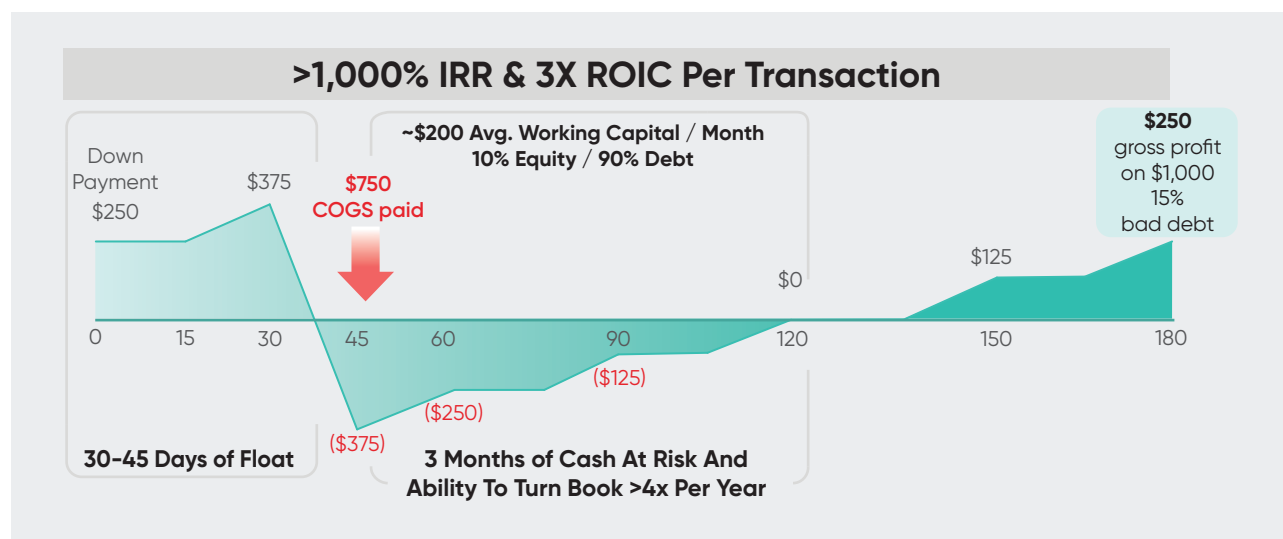 >1,000% IRR & 3X ROIC Per Transaction
~$200 Avg. Working Capital / Month
10% Equity / 90% Debt
Down
Payment
$250
$375
$750
COGS paid
$0
$125
$250
gross profit
on $1,000
15%
bad debt
0 15 30 45 60 90 120 150 180
($375)
($250)
($125)
30-45 Days of Float
3 Months of Cash At Risk And
Ability To Turn Book >4x Per Year